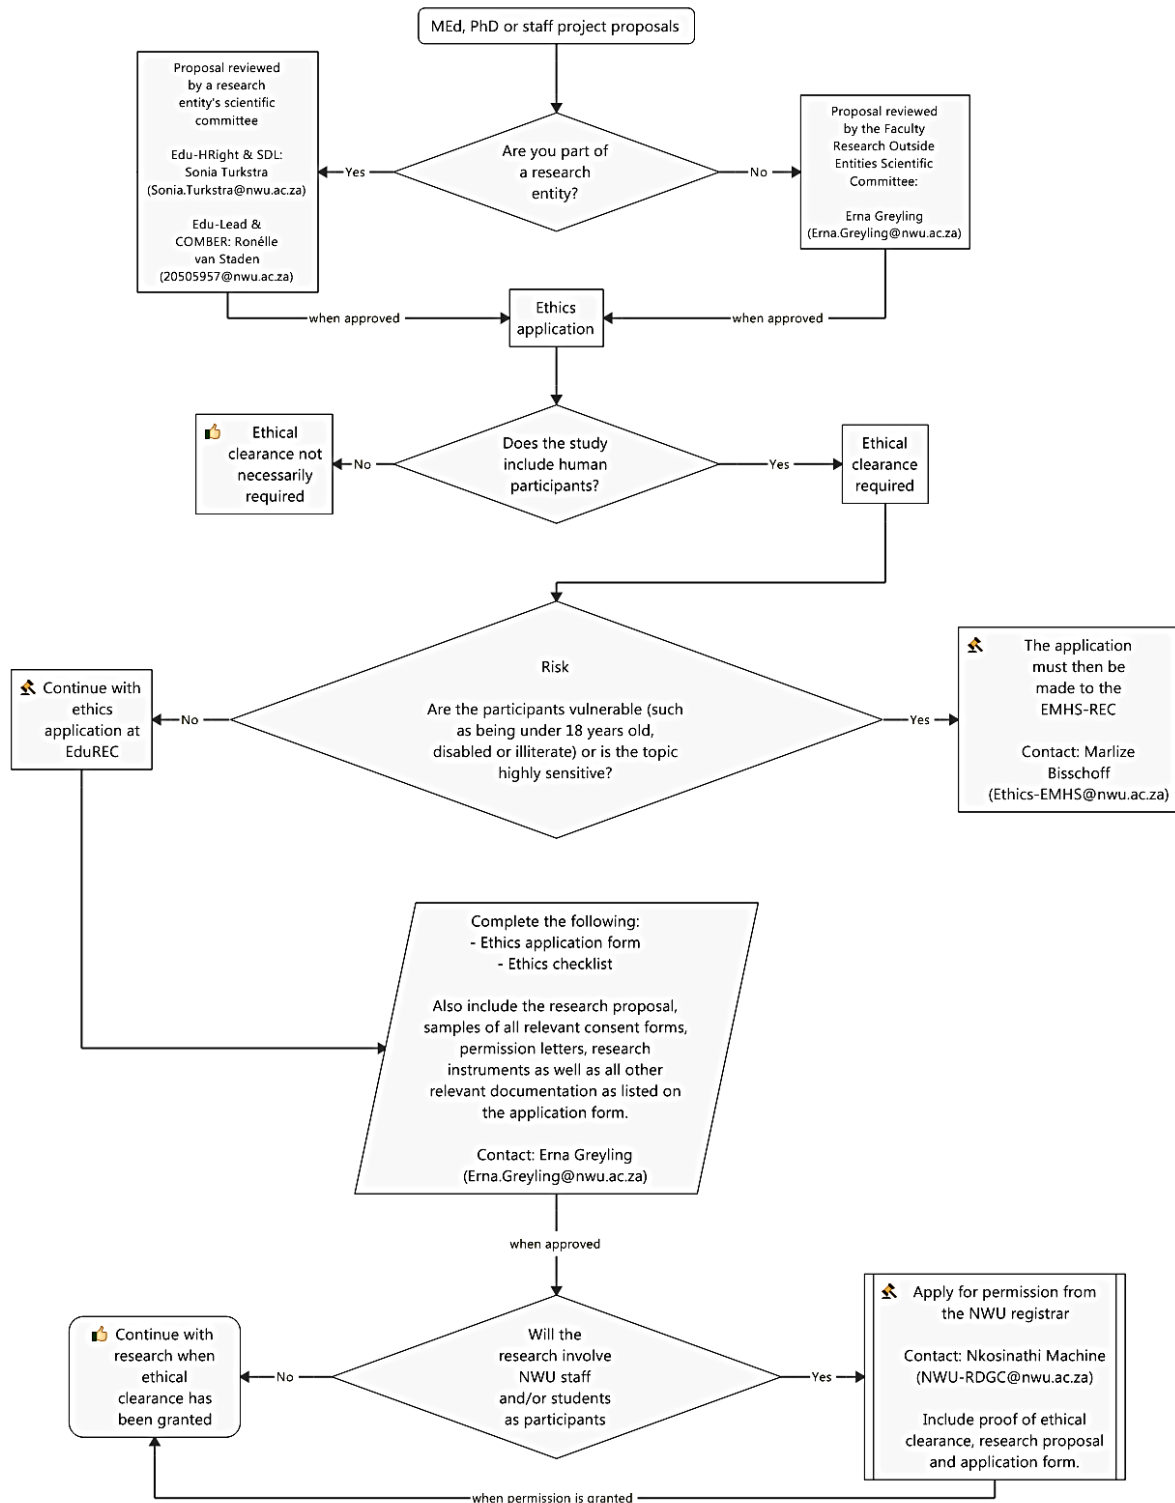 MEd, PhD or staff project proposals
Proposal reviewed
by a research
entity's scientific
committee
Edu-HRight & SDL:
Sonia Turkstra
(Sonia.Turkstra@nwu.ac.za)
Edu-Lead &
COMBER: Ronélle
van Staden
(20505957@nwu.ac.za)
Yes
Are you part of
a research
entity?
No
Proposal reviewed
by the Faculty
Research Outside
Entities Scientific
Committee:
Erna Greyling
(Erna.Greyling@nwu.ac.za)
when approved
Ethics
application
when approved
Ethical
clearance not
necessarily
required
No
Does the study
include human
participants?
Yes
Ethical
clearance
required
Continue with
ethics
application at
EduREC
No
Risk
Are the participants vulnerable (such
as being under 18 years old,
disabled or illiterate) or is the topic
highly sensitive?
Yes
The application
must then be
made to the
EMHS-REC
Contact: Marlize
Bisschoff
(Ethics-EMHS@nwu.ac.za)
Complete the following:
- Ethics application form
- Ethics checklist
Also include the research proposal,
samples of all relevant consent forms,
permission letters, research
instruments as well as all other
relevant documentation as listed on
the application form.
Contact: Erna Greyling
(Erna.Greyling@nwu.ac.za)
when approved
Continue with
research when
ethical
clearance has
been granted
No
Will the
research involve
NWU staff
and/or students
as participants
Yes
Apply for permission from
the NWU registrar
Contact: Nkosinathi Machine
(NWU-RDGC@nwu.ac.za)
Include proof of ethical
clearance, research proposal
and application form.
when permission is granted